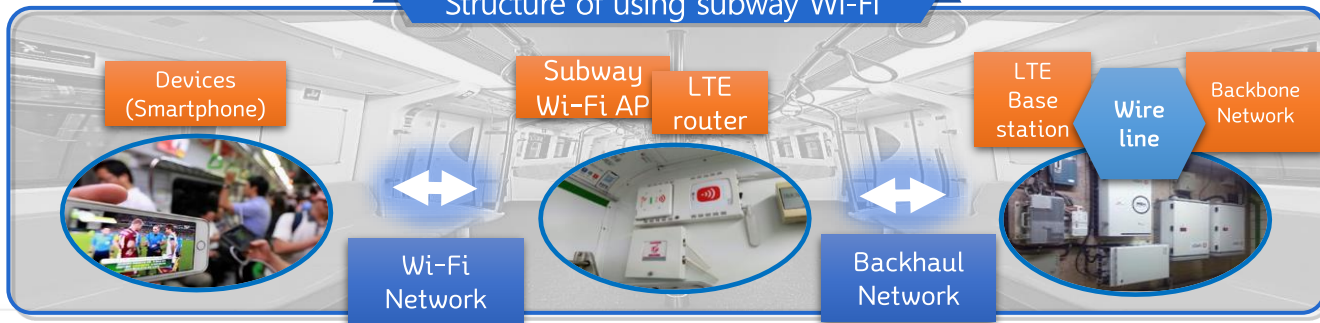 Structure of using subway Wi-Fi
Devices
(Smartphone)
Subway
Wi-Fi AP
LTE
router
LTE
Base
station
Wire
line
Backbone
Network
Wi-Fi
Network
Backhaul
Network